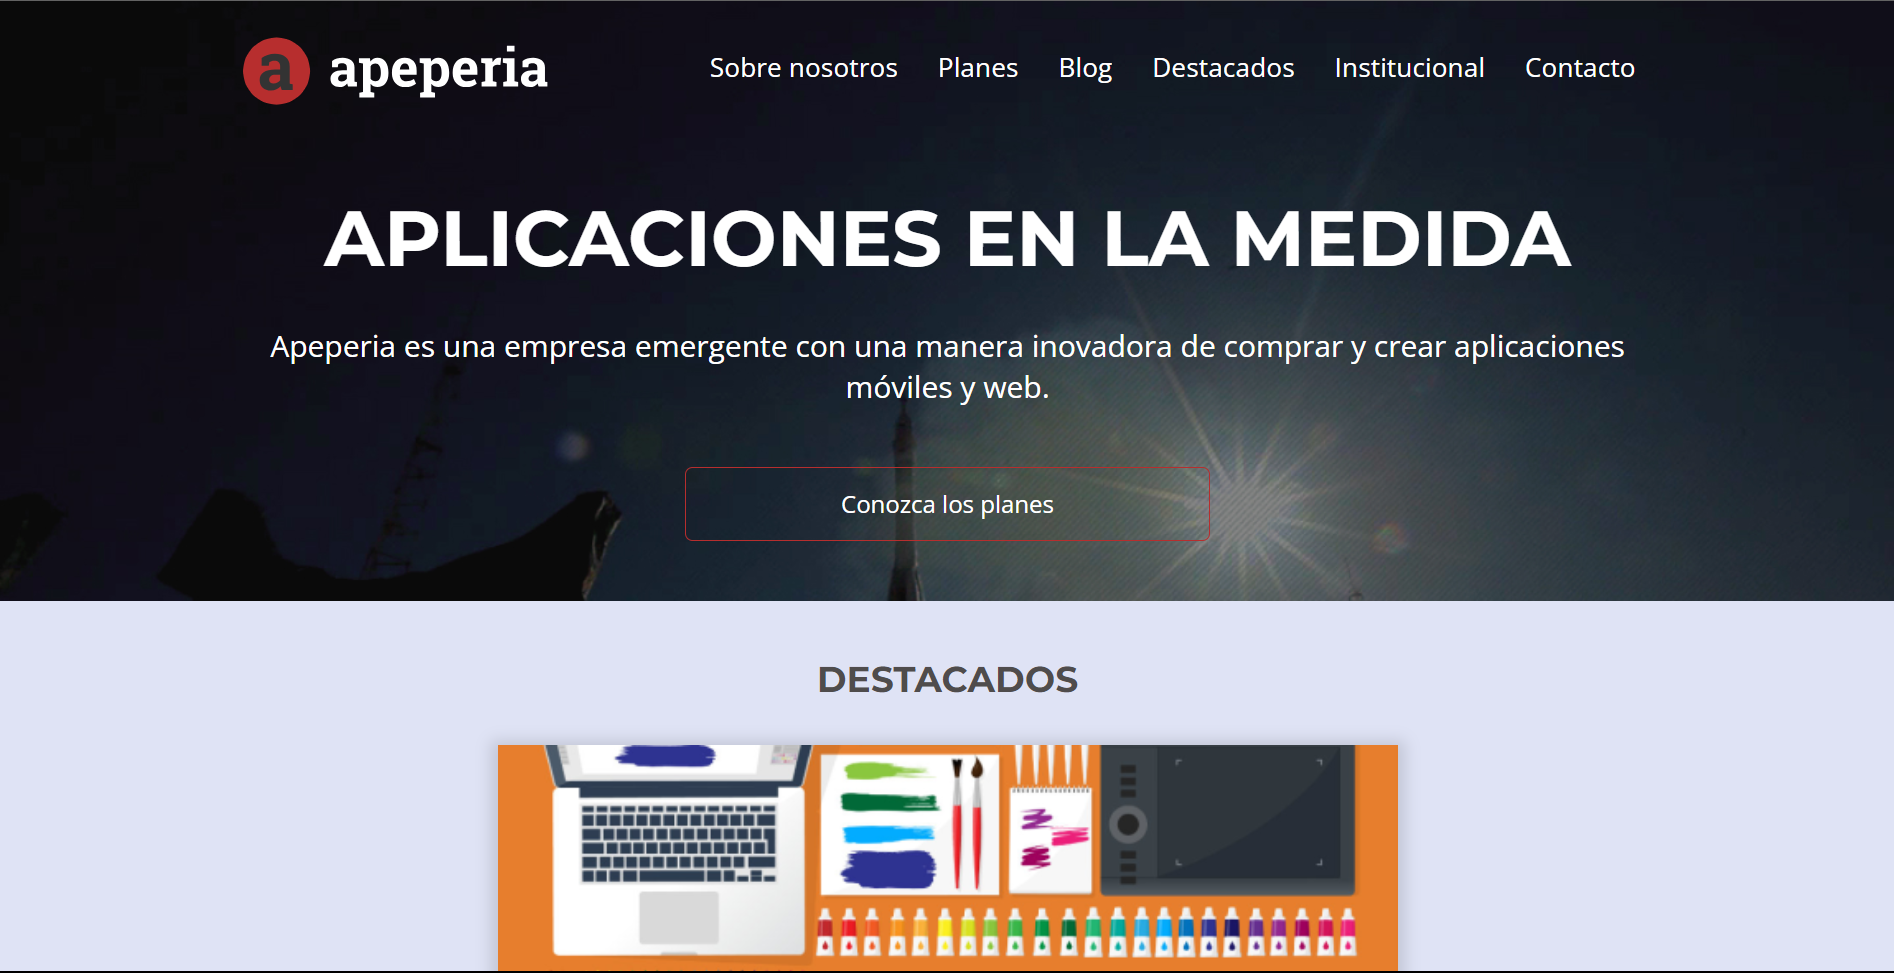 a apeperia
Sobre nosotros Planes Blog Destacados Institucional Contacto
APLICACIONES EN LA MEDIDA
Apeperia es una empresa emergente con una manera inovadora de comprar y crear aplicaciones
móviles y web.
Conozca los planes
DESTACADOS